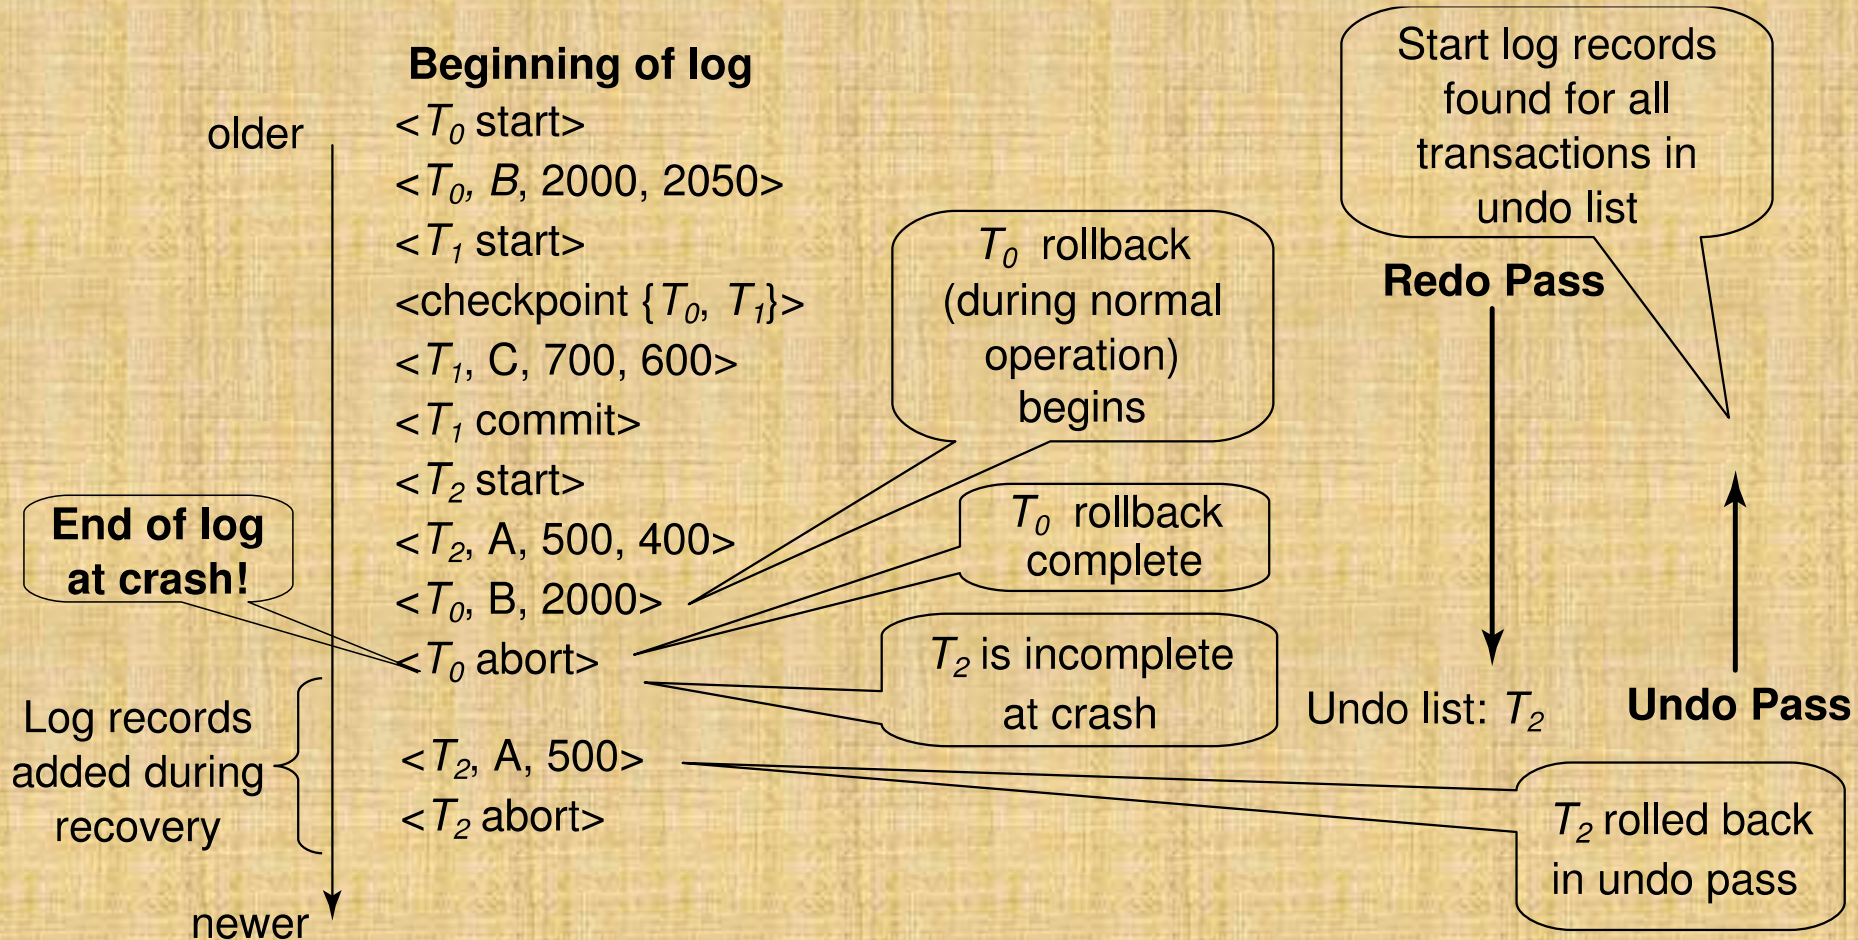 Beginning of log
older
<T0 start>
<T0, B, 2000, 2050>
<T1 start>
<checkpoint {T0, T1}>
<T1, C, 700, 600>
<T1 commit>
<T2 start>
<T2, A, 500, 400>
<T0, B, 2000>
<T0 abort>
<T2, A, 500>
<T2 abort>
newer
End of log
at crash!
Log records
added during
recovery
T0 rollback
(during normal
operation)
begins
T0 rollback
complete
T2 is incomplete
at crash
Start log records
found for all
transactions in
undo list
Redo Pass
Undo list: T2
Undo Pass
T2 rolled back
in undo pass